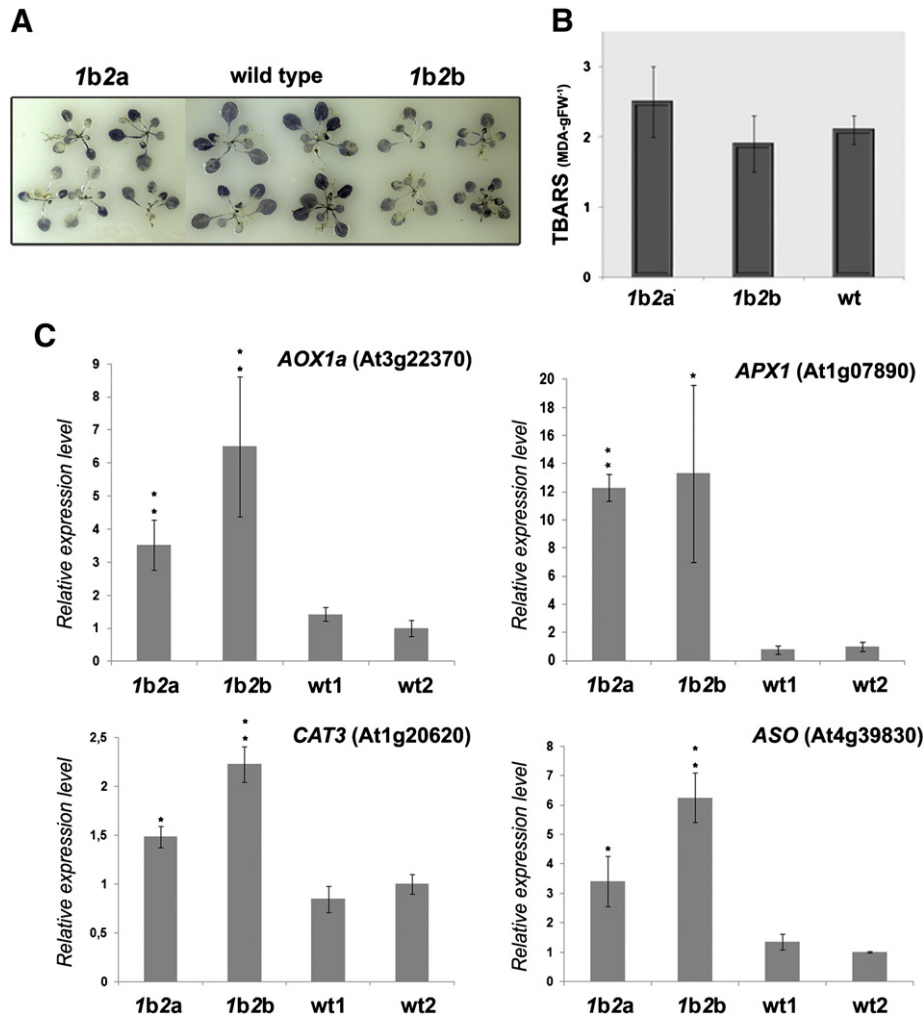 A
1b2a wild type 1b2b
B
TBARS (MDA-gFW-1)
3
2
1
0
1b2a 1b2b wt
C
AOX1a (At3g22370)
Relative expression level
9
8
7
6
5
4
3
2
1
0
* * * *
1b2a 1b2b wt1 wt2
APX1 (At1g07890)
Relative expression level
20
18
16
14
12
10
8
6
4
2
0
* * *
1b2a 1b2b wt1 wt2
CAT3 (At1g20620)
Relative expression level
2,5
2
1,5
1
0,5
0
* * *
1b2a 1b2b wt1 wt2
ASO (At4g39830)
Relative expression level
8
7
6
5
4
3
2
1
0
* * *
1b2a 1b2b wt1 wt2